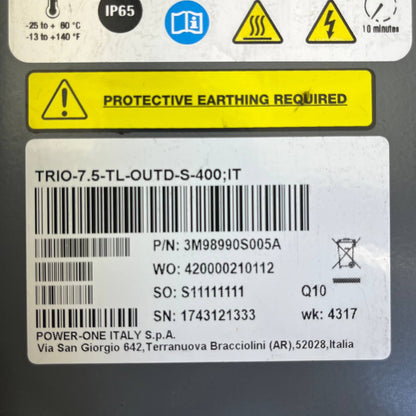 -25 to + 60 °C
-13 to +140 °F
IP65
10 minutes
PROTECTIVE EARTHING REQUIRED
TRIO-7.5-TL-OUTD-S-400;IT
P/N: 3M98990S005A
WO: 420000210112
SO: S11111111 Q10
SN: 1743121333 wk: 4317
POWER-ONE ITALY S.p.A.
Via San Giorgio 642,Terranuova Bracciolini (AR),52028,Italia